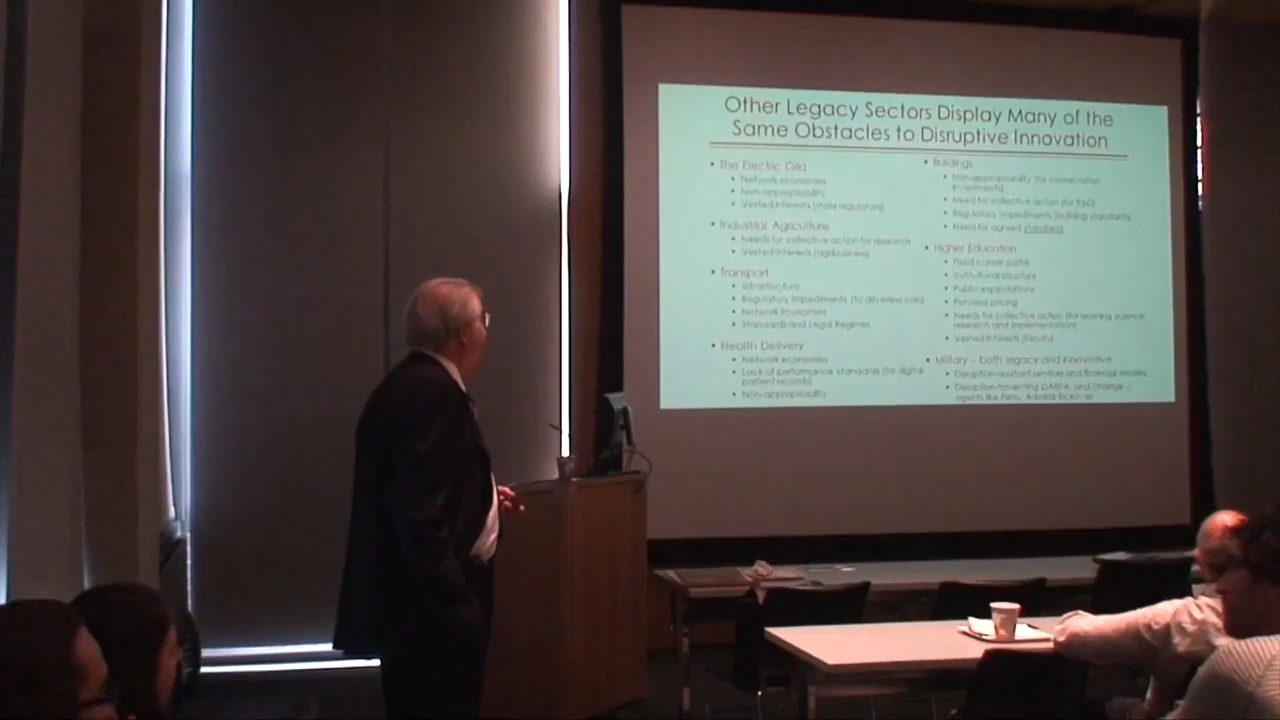 Other Legacy Sectors Display Many of the
Same Obstacles to Disruptive Innovation
• The Electric Grid
• Network economies
• Non-appropriability
• Vested Interests (state regulators)
• Industrial Agriculture
• Needs for collective action for research
• Vested Interests (agribusiness)
• Transport
• Infrastructure
• Regulatory Impediments (to driverless cars)
• Network Economies
• Standards and Legal Regimes
• Health Delivery
• Network economies
• Lack of performance standards (for digital
patient records)
• Non-appropriability
• Buildings
• Non-appropriability (for conservation
investments)
• Need for collective action (for R&D)
• Regulatory Impediments (building standards)
• Need for agreed standards
• Higher Education
• Fixed career paths
• Institutional structure
• Public expectations
• Perverse pricing
• Needs for collective action (for learning science
research and implementation)
• Vested Interests (faculty)
• Military – both legacy and innovative
• Disruption-resistant services and financial models
• Disruption-fomenting DARPA, and change
agents like Perry, Admiral